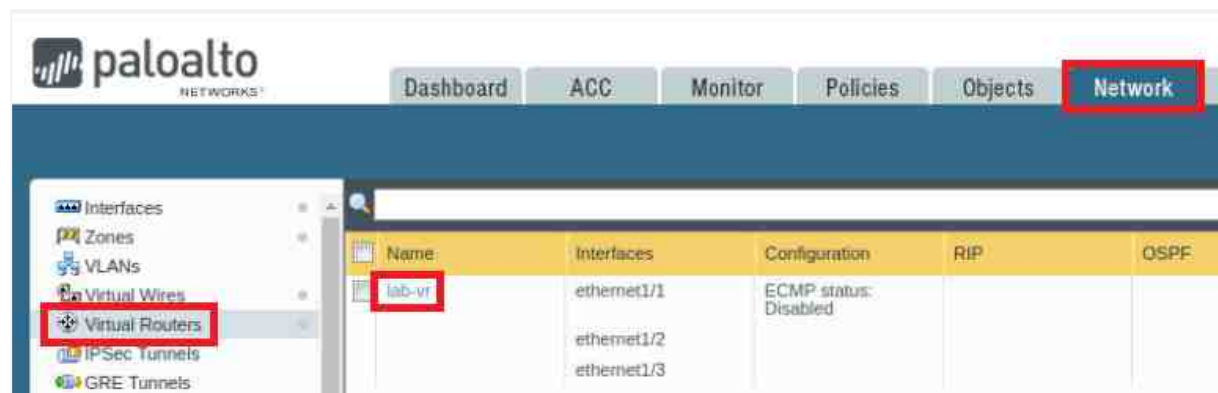 paloalto
NETWORKS
Dashboard ACC Monitor Policies Objects Network
Interfaces
Zones
VLANs
Virtual Wires
Virtual Routers
IPSec Tunnels
GRE Tunnels
Name Interfaces Configuration RIP OSPF
lab-vr ethernet1/1 ECMP status:
Disabled
ethernet1/2
ethernet1/3